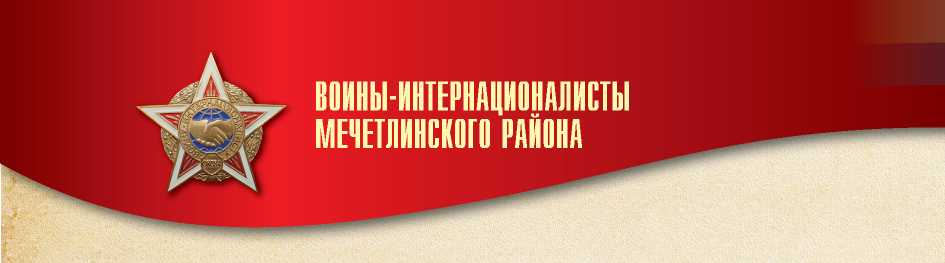 ВОИНЫ-ИНТЕРНАЦИОНАЛИСТЫ
МЕЧЕТЛИНСКОГО РАЙОНА